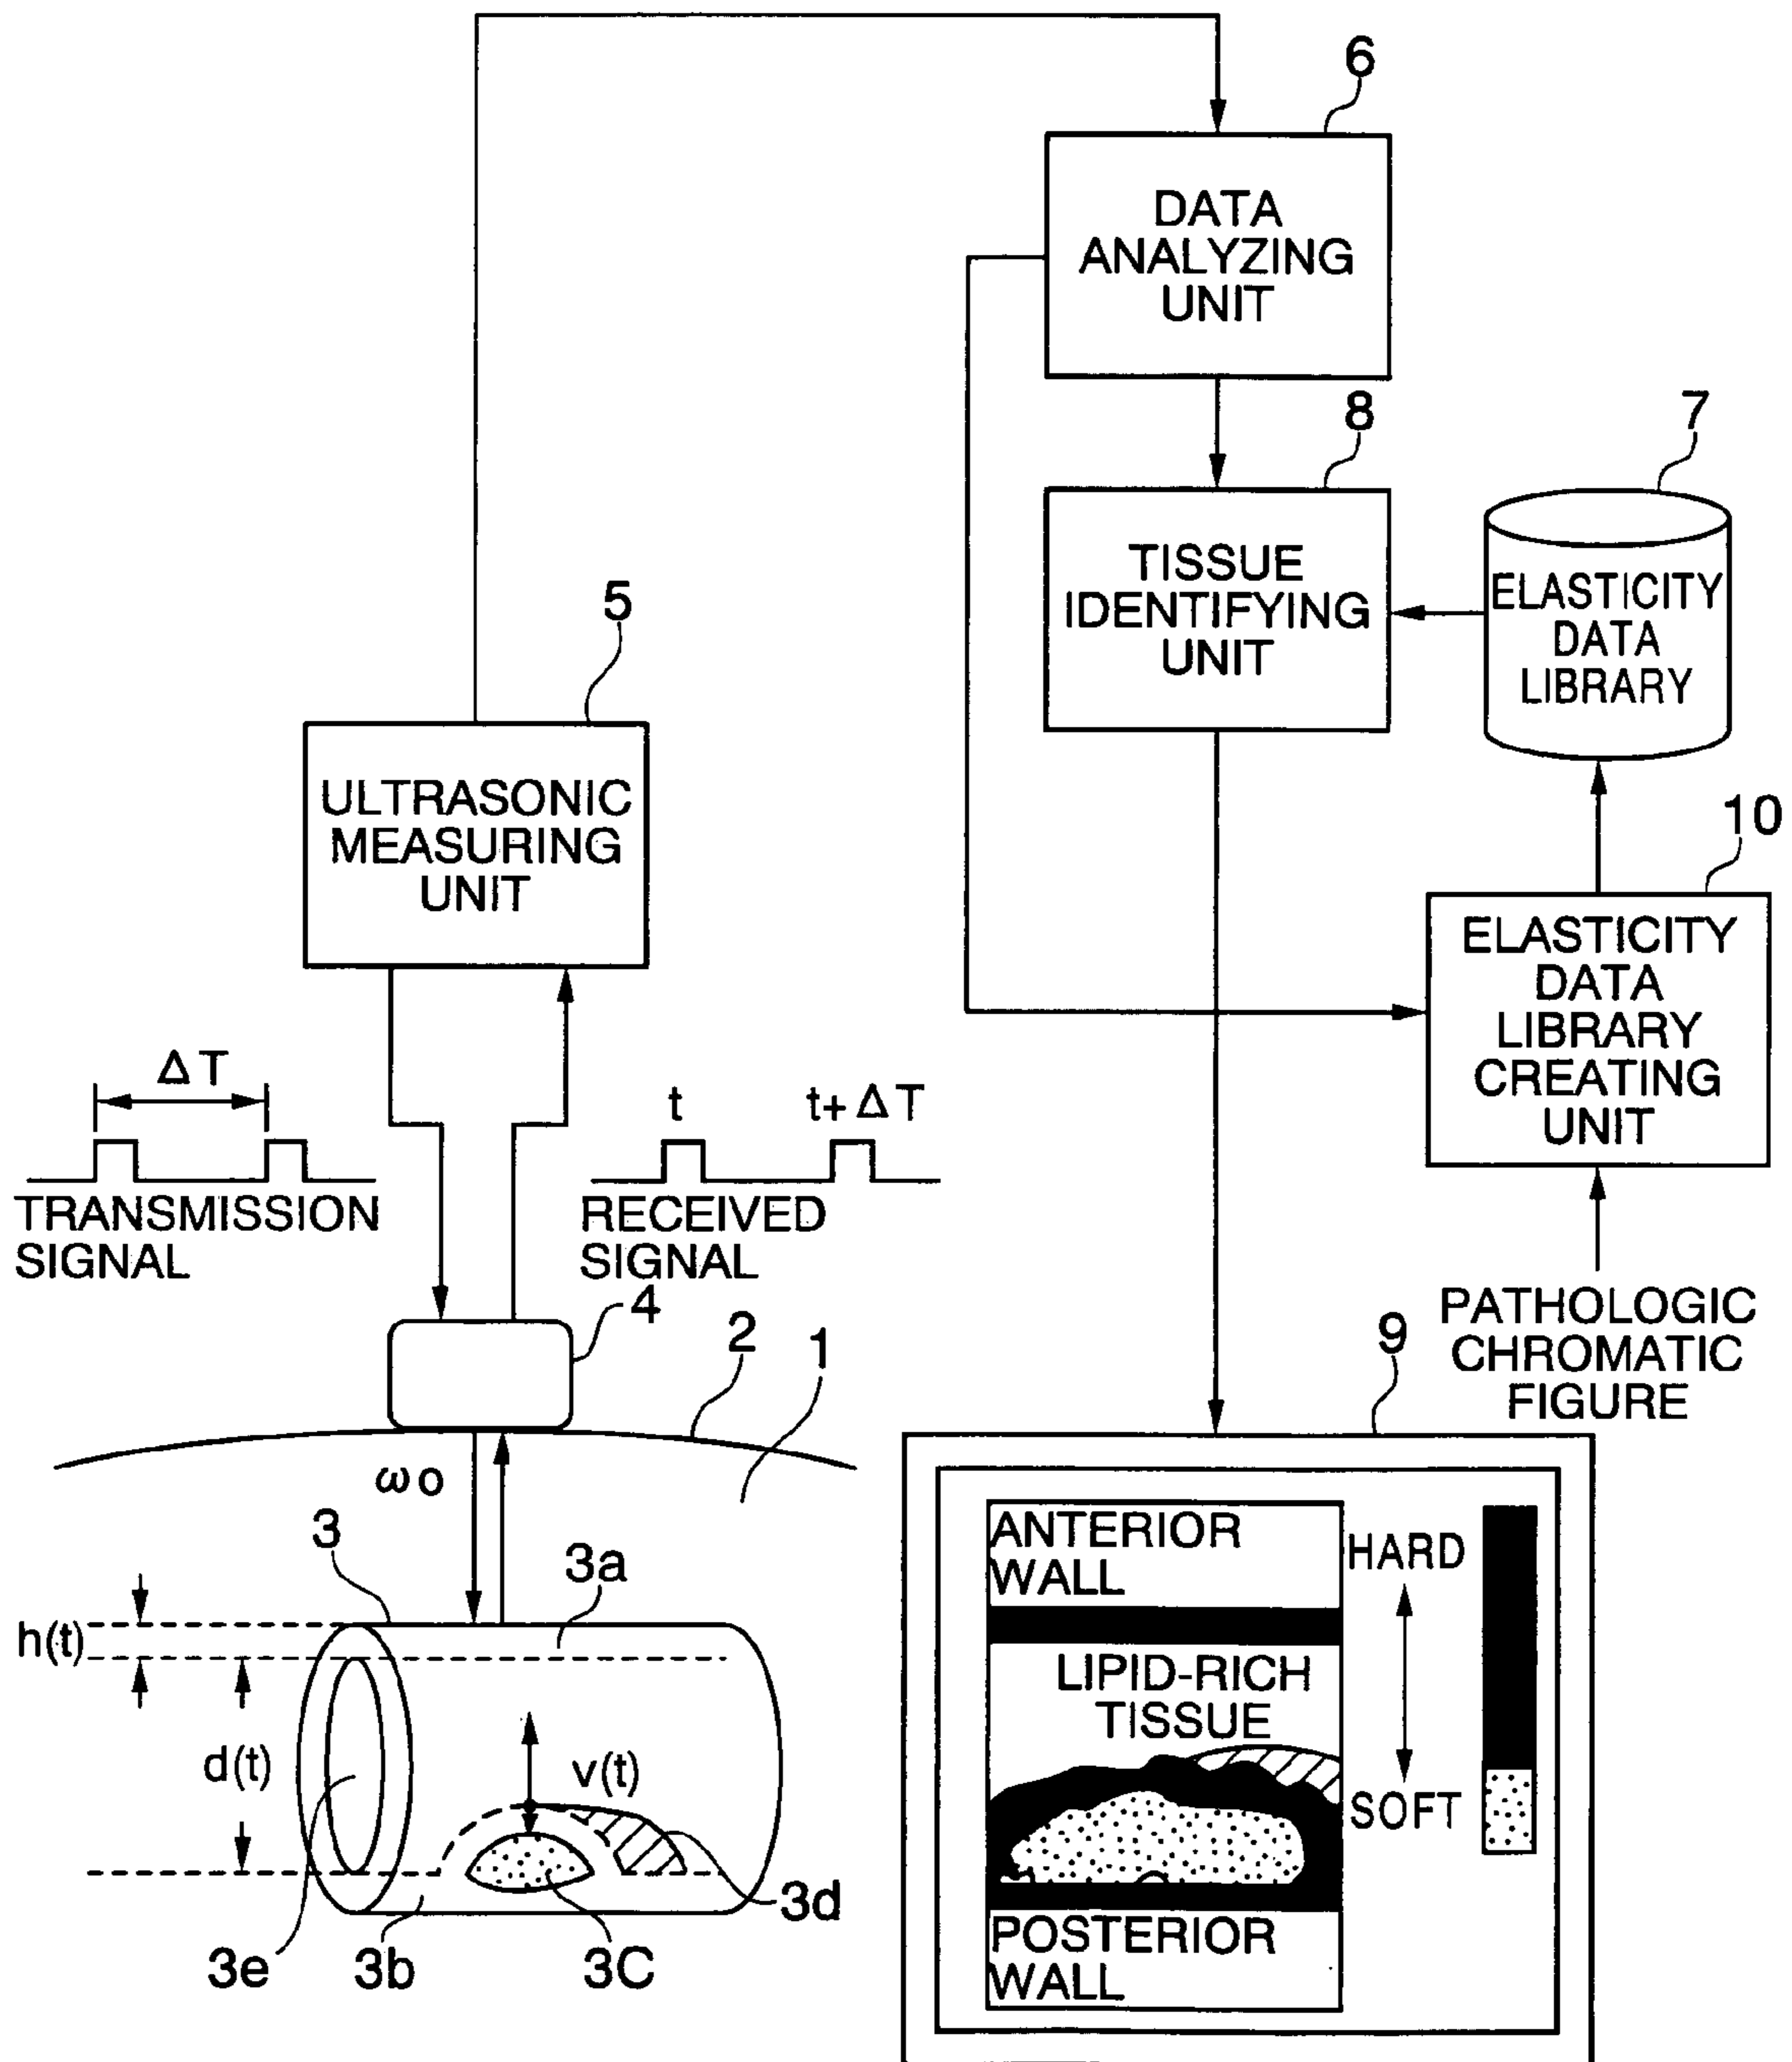 6
DATA
ANALYZING
UNIT
8
7
TISSUE
IDENTIFYING
UNIT
ELASTICITY
DATA
LIBRARY
5
ULTRASONIC
MEASURING
UNIT
10
ELASTICITY
DATA
LIBRARY
CREATING
UNIT
ΔT
t
t+ΔT
TRANSMISSION
SIGNAL
RECEIVED
SIGNAL
PATHOLOGIC
CHROMATIC
FIGURE
4
2
1
9
ωo
3
3a
h(t)
d(t)
v(t)
3e
3b
3C
3d
ANTERIOR
WALL
HARD
LIPID-RICH
TISSUE
SOFT
POSTERIOR
WALL